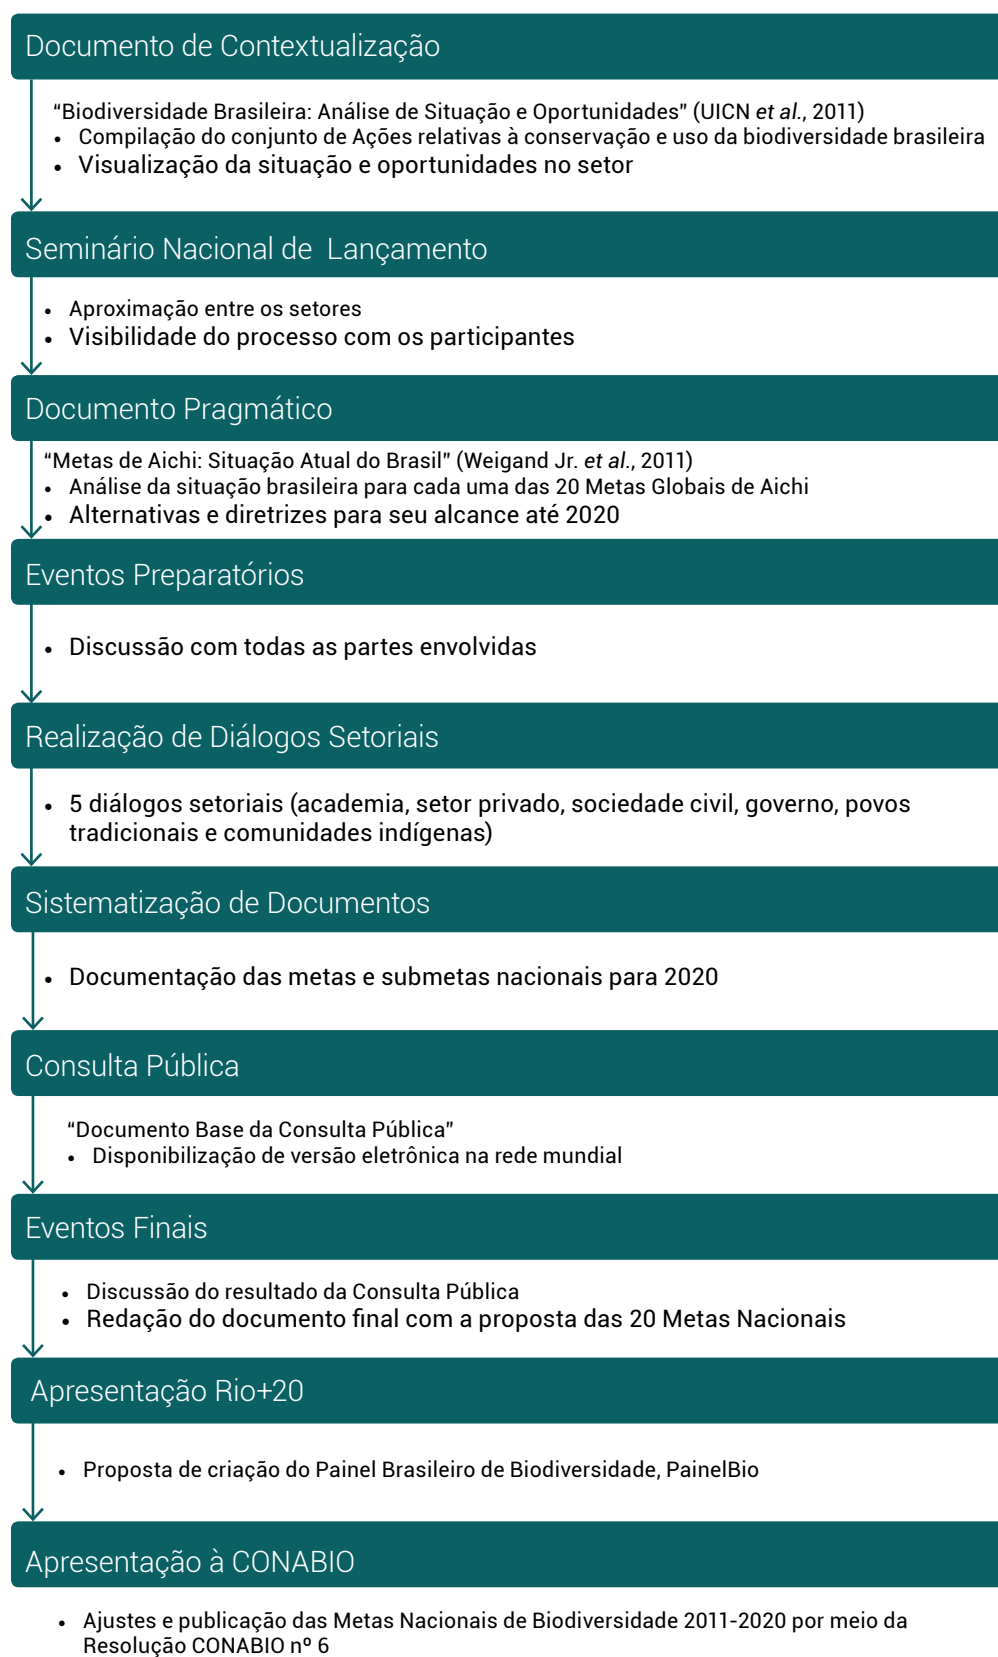 Documento de Contextualização
“Biodiversidade Brasileira: Análise de Situação e Oportunidades” (UICN et al., 2011)
• Compilação do conjunto de Ações relativas à conservação e uso da biodiversidade brasileira
• Visualização da situação e oportunidades no setor
Seminário Nacional de Lançamento
• Aproximação entre os setores
• Visibilidade do processo com os participantes
Documento Pragmático
“Metas de Aichi: Situação Atual do Brasil” (Weigand Jr. et al., 2011)
• Análise da situação brasileira para cada uma das 20 Metas Globais de Aichi
• Alternativas e diretrizes para seu alcance até 2020
Eventos Preparatórios
• Discussão com todas as partes envolvidas
Realização de Diálogos Setoriais
• 5 diálogos setoriais (academia, setor privado, sociedade civil, governo, povos
tradicionais e comunidades indígenas)
Sistematização de Documentos
• Documentação das metas e submetas nacionais para 2020
Consulta Pública
“Documento Base da Consulta Pública”
• Disponibilização de versão eletrônica na rede mundial
Eventos Finais
• Discussão do resultado da Consulta Pública
• Redação do documento final com a proposta das 20 Metas Nacionais
Apresentação Rio+20
• Proposta de criação do Painel Brasileiro de Biodiversidade, PainelBio
Apresentação à CONABIO
• Ajustes e publicação das Metas Nacionais de Biodiversidade 2011-2020 por meio da
Resolução CONABIO nº 6